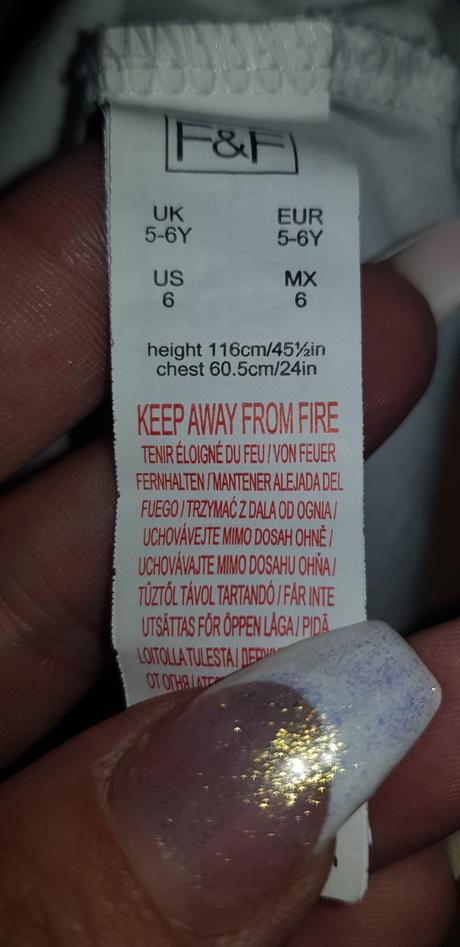 F&F
UK EUR
5-6Y 5-6Y
US MX
6 6
height 116cm/45½in
chest 60.5cm/24in
KEEP AWAY FROM FIRE
TENIR ÉLOIGNÉ DU FEU / VON FEUER
FERNHALTEN / MANTENER ALEJADA DEL
FUEGO / TRZYMAĆ Z DALA OD OGNIA /
UCHOVÁVEJTE MIMO DOSAH OHNĚ /
UCHOVÁVAJTE MIMO DOSAHU OHŇA /
TŰZTŐL TÁVOL TARTANDÓ / FÅR INTE
UTSÄTTAS FÖR ÖPPEN LÅGA / PIDÄ
LOITOLLA TULESTA /
ОТ ОГНЯ /